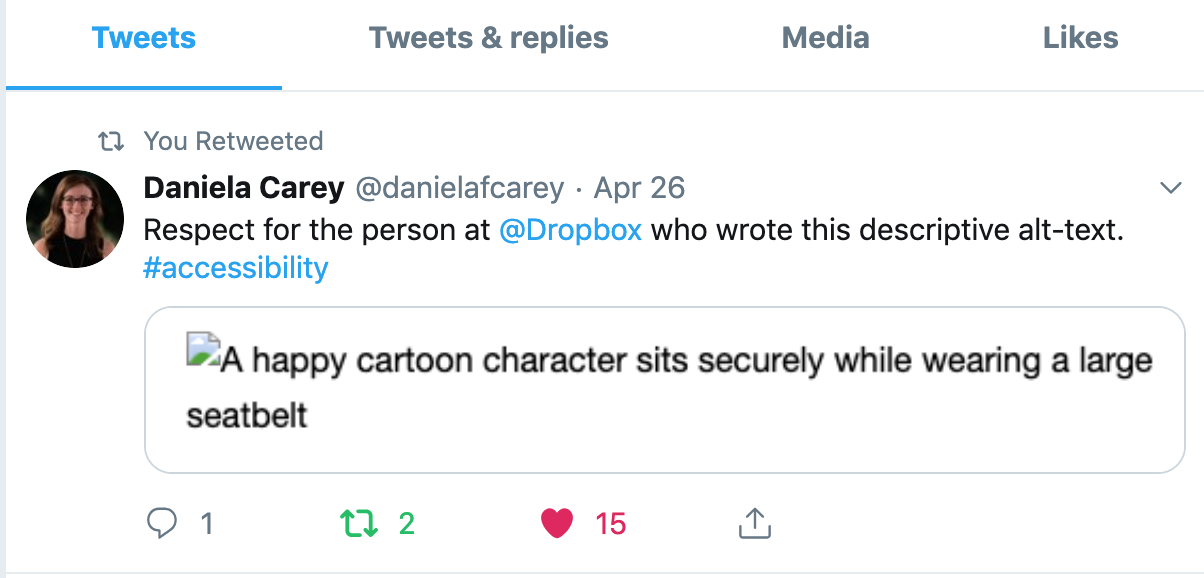 Tweets Tweets & replies Media Likes
You Retweeted
Daniela Carey @danielafcarey · Apr 26
Respect for the person at @Dropbox who wrote this descriptive alt-text.
#accessibility
A happy cartoon character sits securely while wearing a large
seatbelt
1 2 15